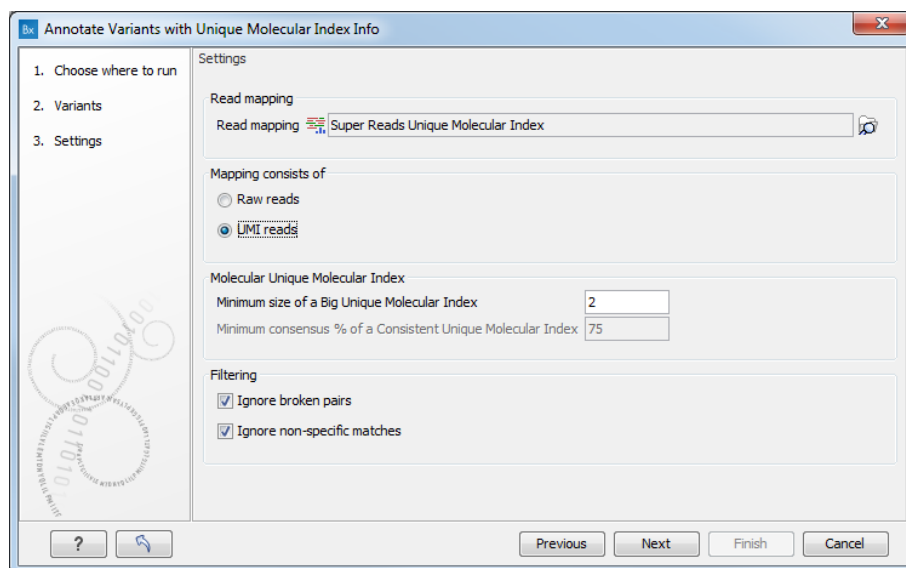 Bx Annotate Variants with Unique Molecular Index Info
1. Choose where to run
2. Variants
3. Settings
Settings
Read mapping
Read mapping Super Reads Unique Molecular Index
Mapping consists of
Raw reads
UMI reads
Molecular Unique Molecular Index
Minimum size of a Big Unique Molecular Index 2
Minimum consensus % of a Consistent Unique Molecular Index 75
Filtering
Ignore broken pairs
Ignore non-specific matches
? Previous Next Finish Cancel